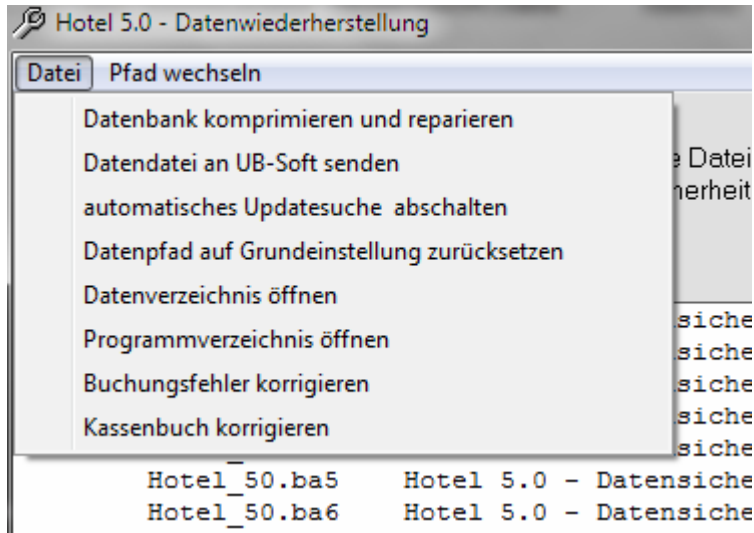 Hotel 5.0 - Datenwiederherstellung
Datei Pfad wechseln
Datenbank komprimieren und reparieren
Datendatei an UB-Soft senden
automatisches Updatesuche  abschalten
Datenpfad auf Grundeinstellung zurücksetzen
Datenverzeichnis öffnen
Programmverzeichnis öffnen
Buchungsfehler korrigieren
Kassenbuch korrigieren
Datei
Hotel_50.ba5 Hotel 5.0 - Datensiche
Hotel_50.ba6 Hotel 5.0 - Datensiche